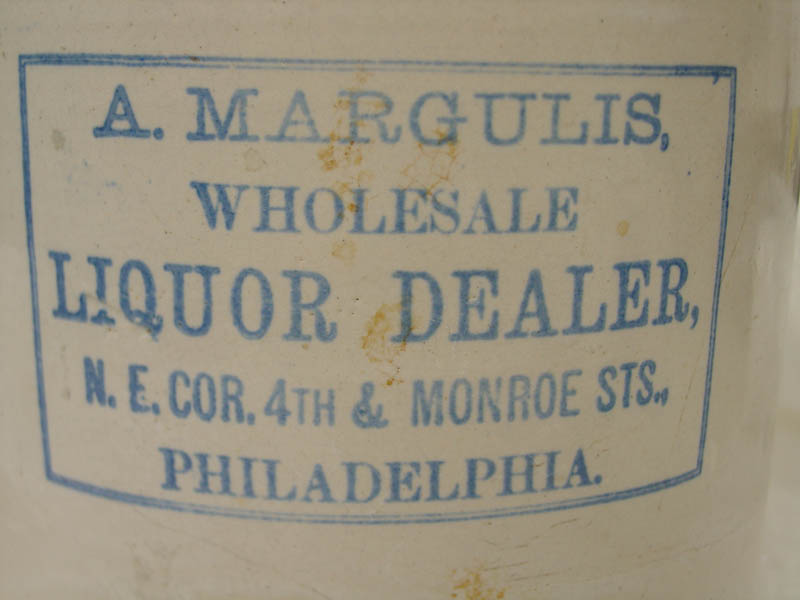 A. MARGULIS,
WHOLESALE
LIQUOR DEALER,
N. E. COR. 4TH & MONROE STS.,
PHILADELPHIA.